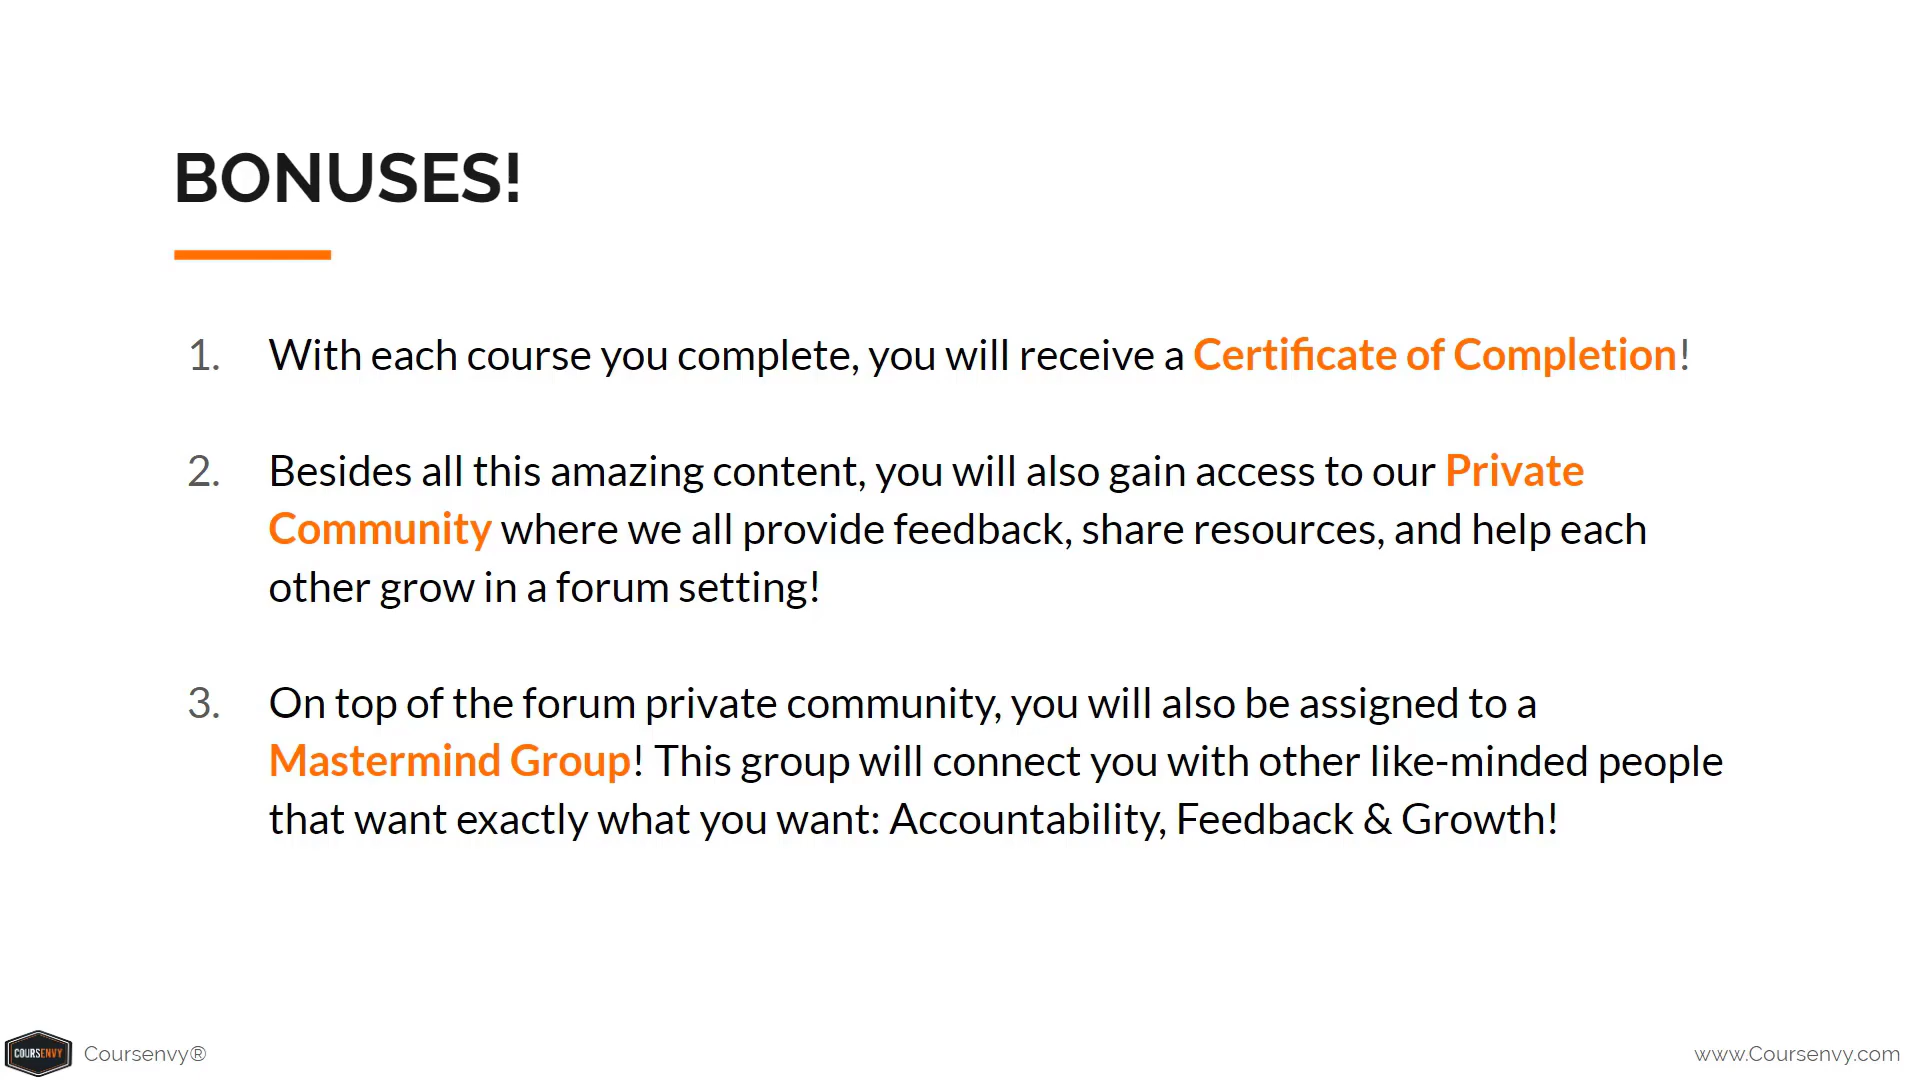 BONUSES!
1. With each course you complete, you will receive a Certificate of Completion!
2. Besides all this amazing content, you will also gain access to our Private
Community where we all provide feedback, share resources, and help each
other grow in a forum setting!
3. On top of the forum private community, you will also be assigned to a
Mastermind Group! This group will connect you with other like-minded people
that want exactly what you want: Accountability, Feedback & Growth!
COURSENVY
Coursenvy®
www.Coursenvy.com